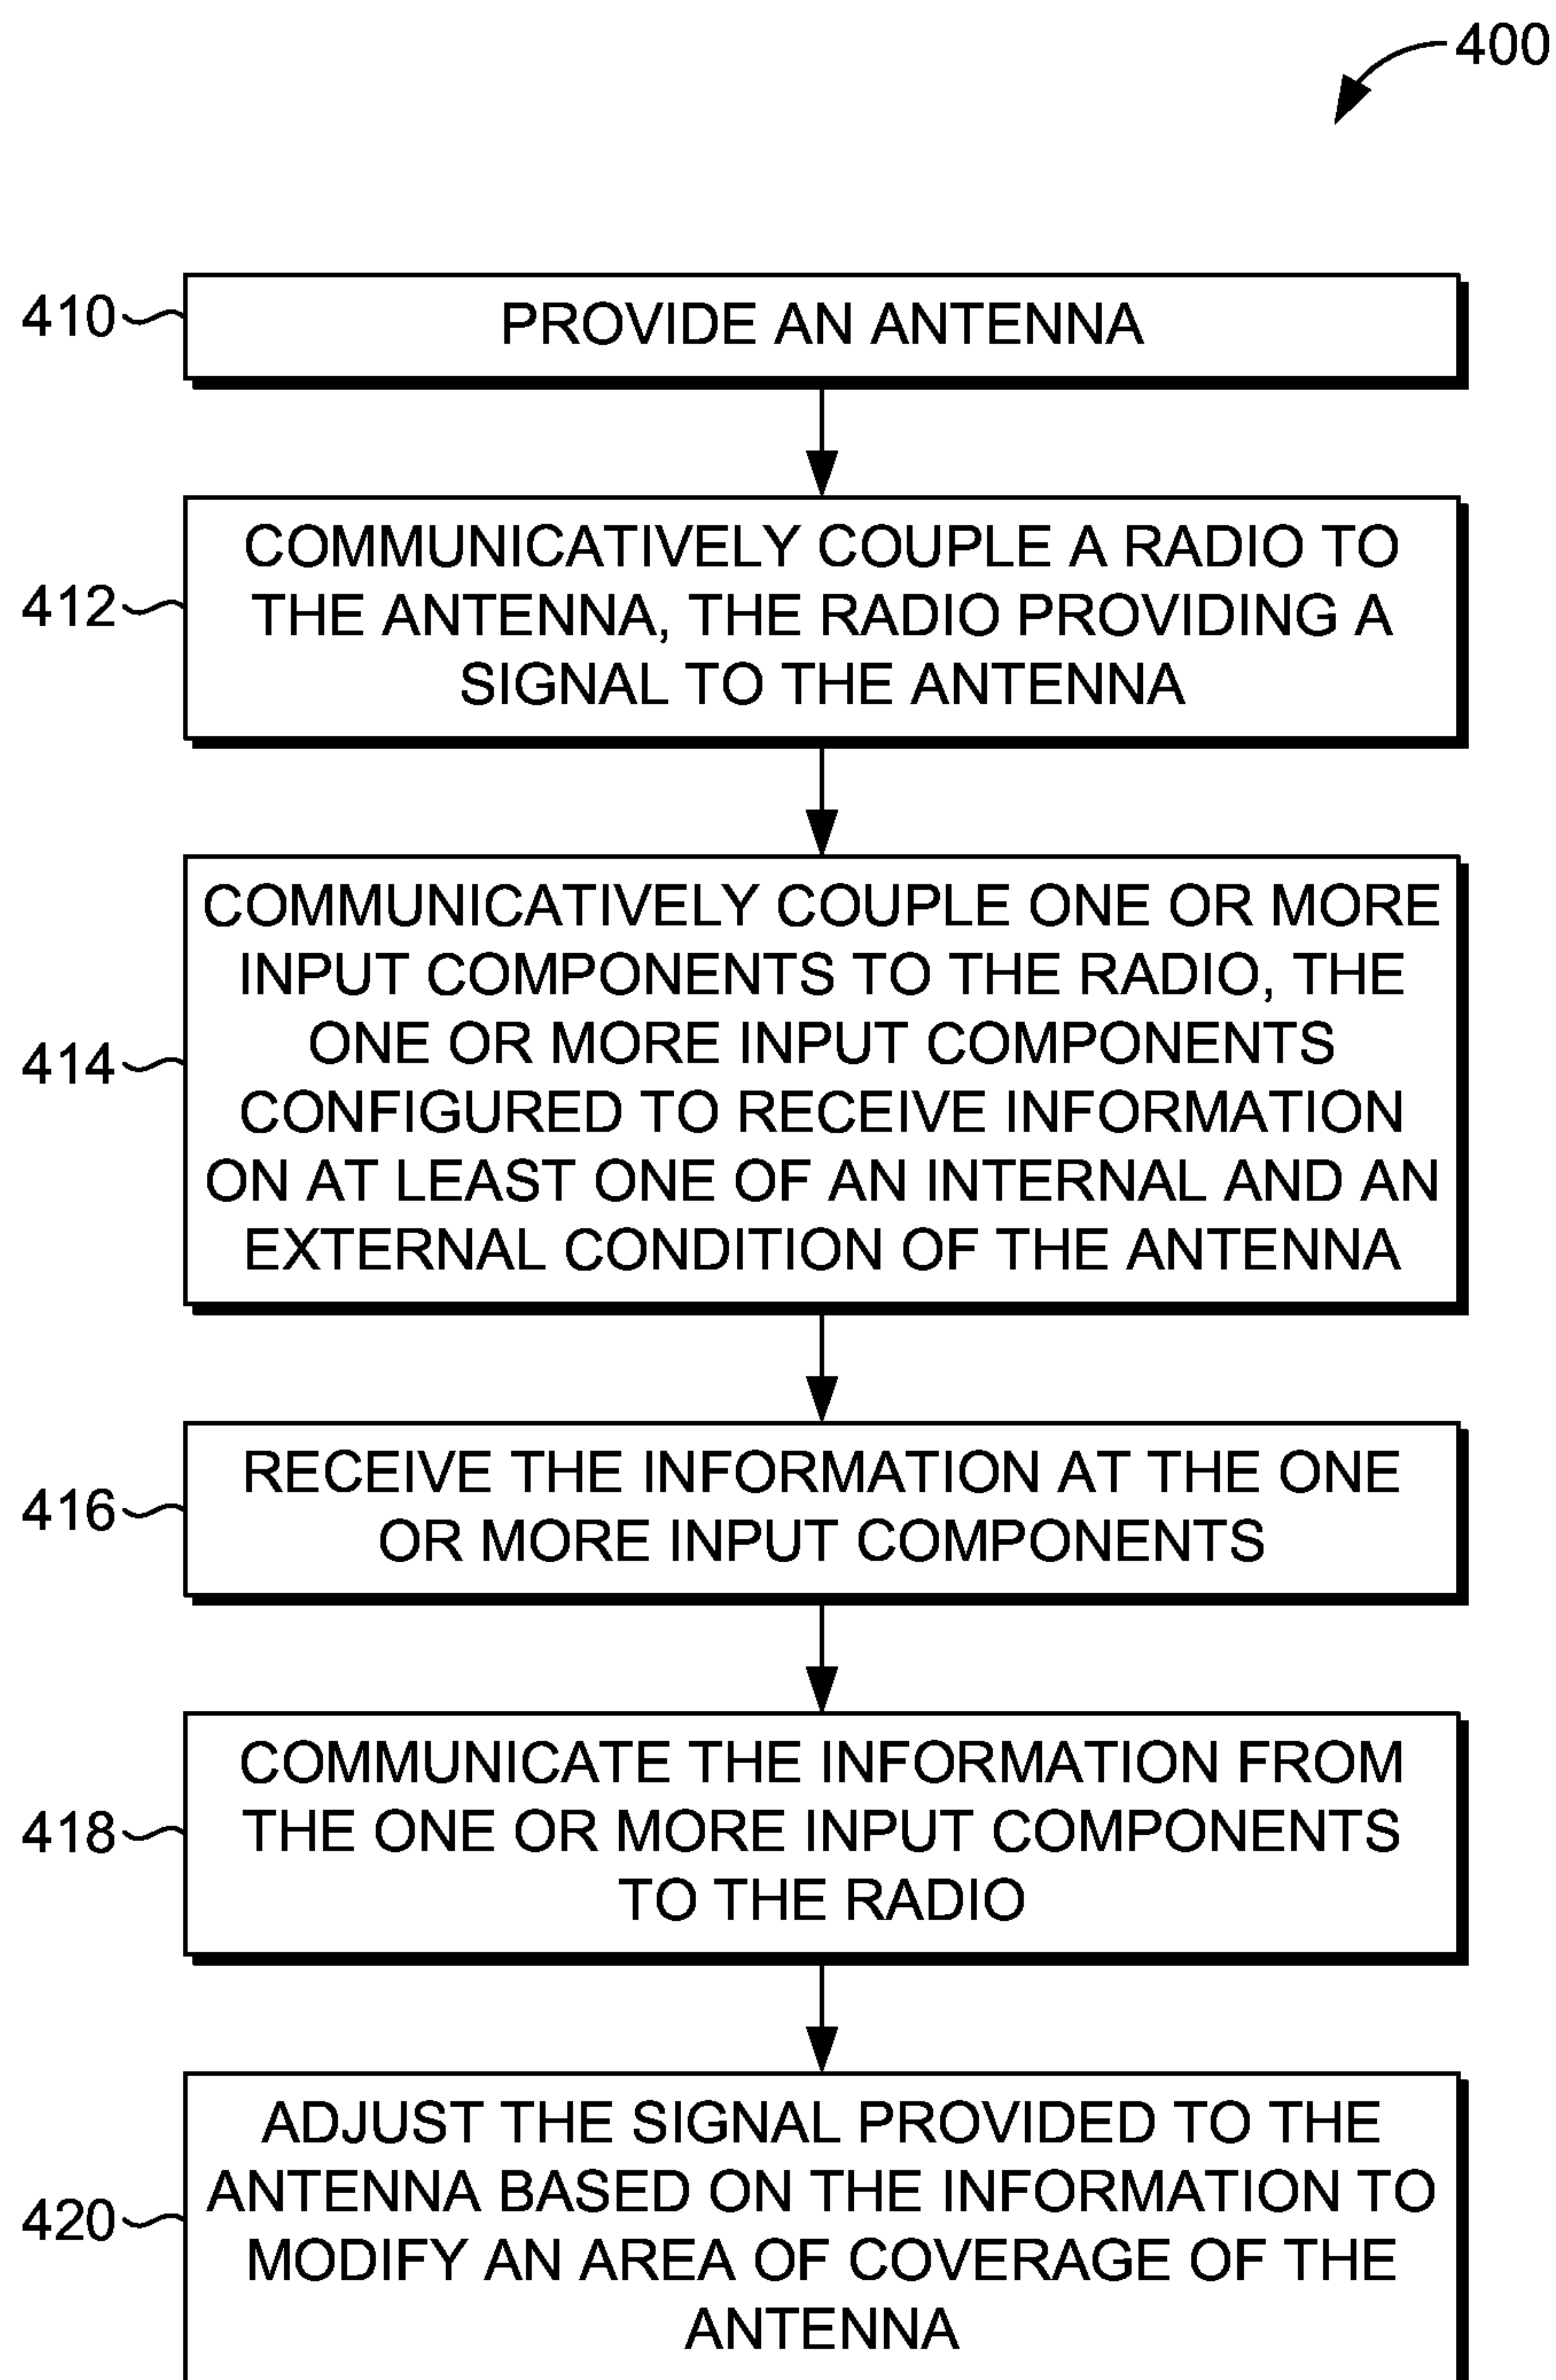 400
410
PROVIDE AN ANTENNA
412
COMMUNICATIVELY COUPLE A RADIO TO
THE ANTENNA, THE RADIO PROVIDING A
SIGNAL TO THE ANTENNA
414
COMMUNICATIVELY COUPLE ONE OR MORE
INPUT COMPONENTS TO THE RADIO, THE
ONE OR MORE INPUT COMPONENTS
CONFIGURED TO RECEIVE INFORMATION
ON AT LEAST ONE OF AN INTERNAL AND AN
EXTERNAL CONDITION OF THE ANTENNA
416
RECEIVE THE INFORMATION AT THE ONE
OR MORE INPUT COMPONENTS
418
COMMUNICATE THE INFORMATION FROM
THE ONE OR MORE INPUT COMPONENTS
TO THE RADIO
420
ADJUST THE SIGNAL PROVIDED TO THE
ANTENNA BASED ON THE INFORMATION TO
MODIFY AN AREA OF COVERAGE OF THE
ANTENNA